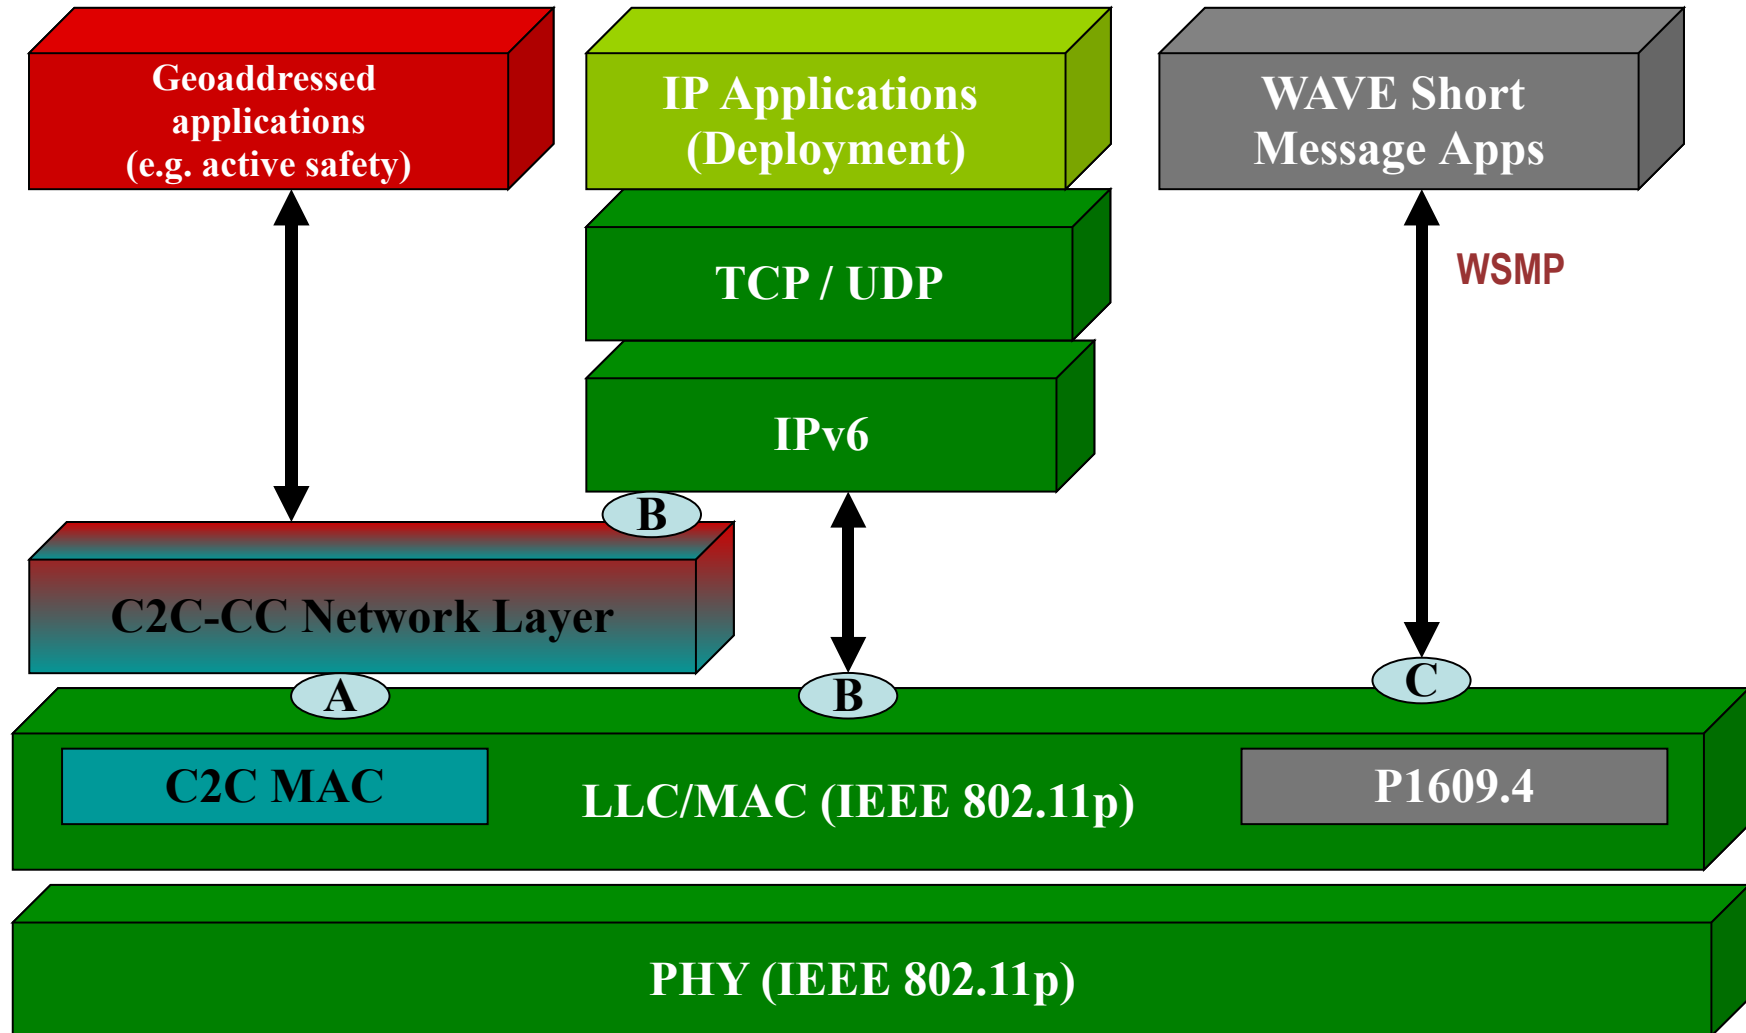 Geoaddressed
applications
(e.g. active safety)
IP Applications
(Deployment)
WAVE Short
Message Apps
TCP / UDP
WSMP
IPv6
B
C2C-CC Network Layer
A
B
C
C2C MAC
LLC/MAC (IEEE 802.11p)
P1609.4
PHY (IEEE 802.11p)